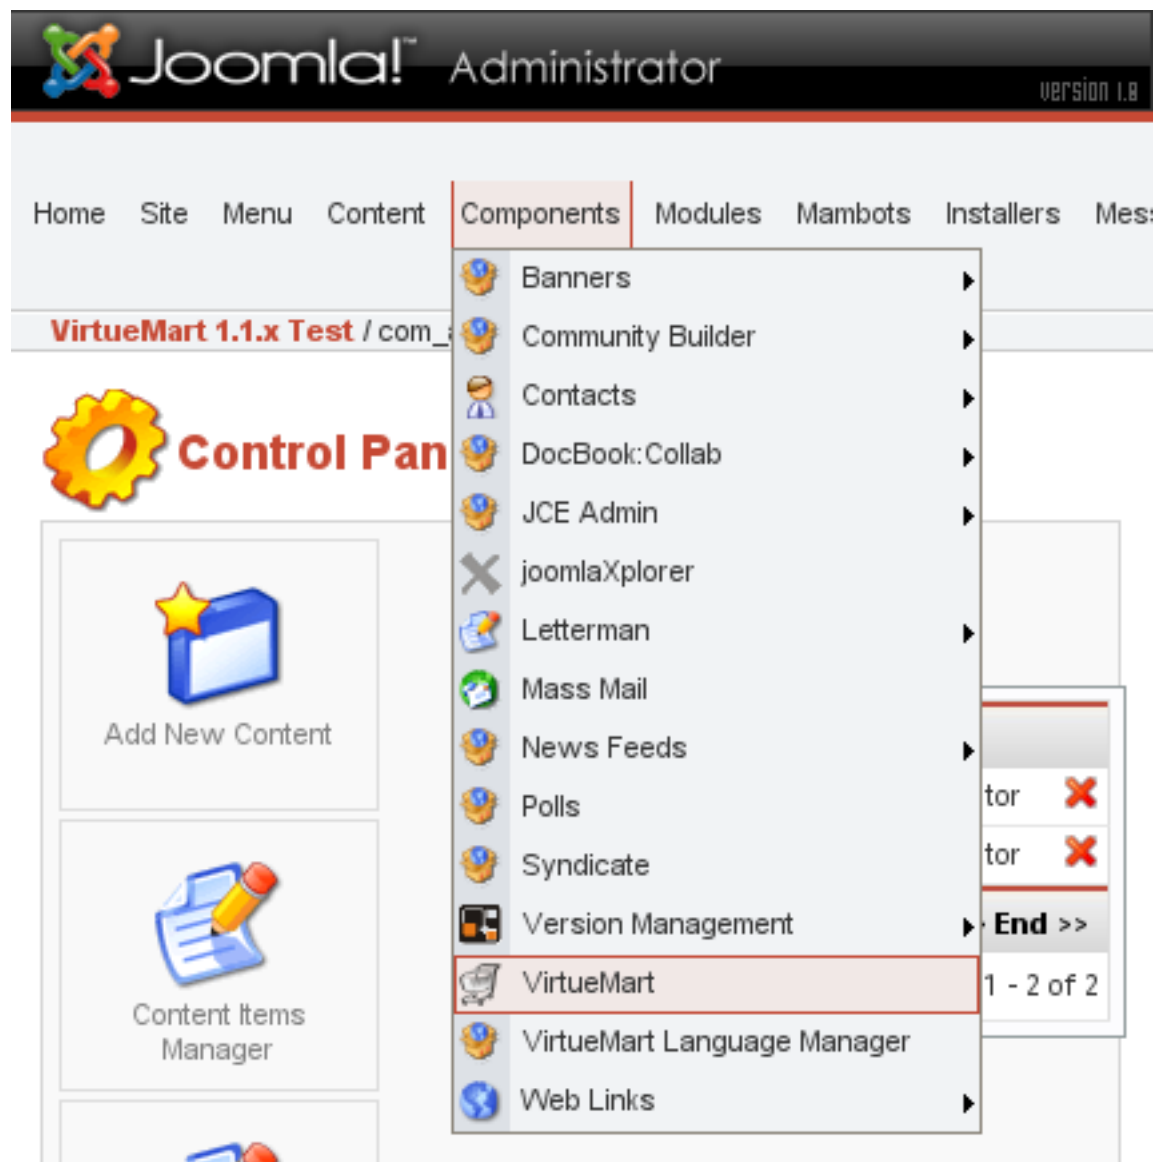 Joomla!™ Administrator
version 1.8
Home Site Menu Content Components Modules Mambots Installers
Banners
VirtueMart 1.1.x Test / com_
Community Builder
Contacts
Control Pan
DocBook:Collab
JCE Admin
joomlaXplorer
Letterman
Mass Mail
Add New Content
News Feeds
Polls
tor
Syndicate
tor
Version Management
End >>
VirtueMart
1 - 2 of 2
Content Items
Manager
VirtueMart Language Manager
Web Links